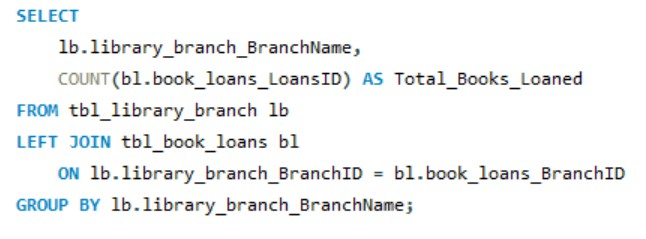 SELECT
lb.library_branch_BranchName,
COUNT(bl.book_loans_LoansID) AS Total_Books_Loaned
FROM tbl_library_branch lb
LEFT JOIN tbl_book_loans bl
ON lb.library_branch_BranchID = bl.book_loans_BranchID
GROUP BY lb.library_branch_BranchName;